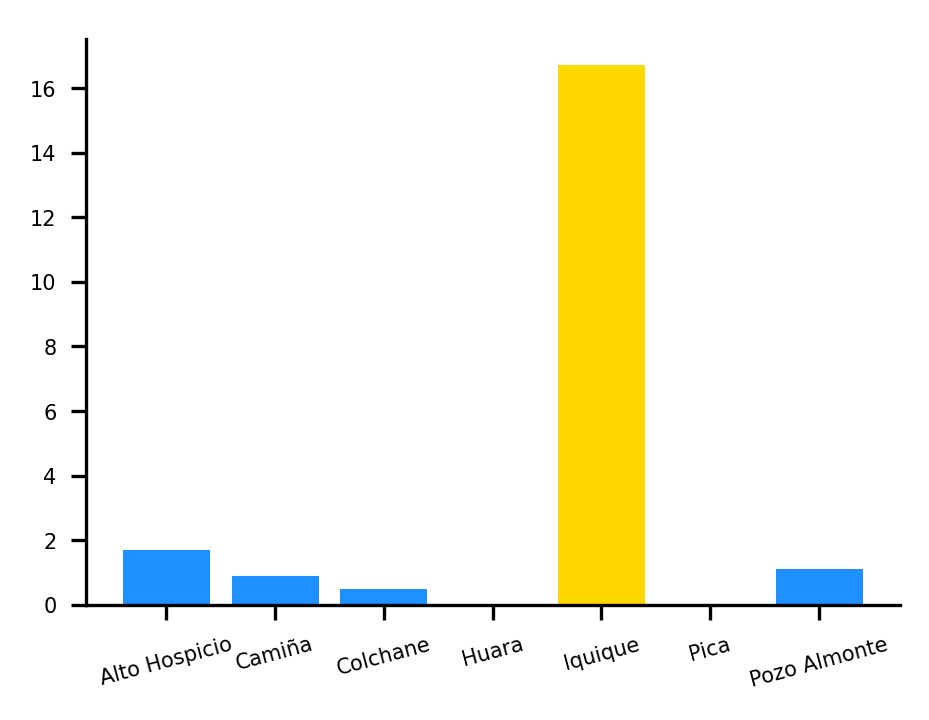 16
14
12
10
8
6
4
2
0
Alto Hospicio
Camiña
Colchane
Huara
Iquique
Pica
Pozo Almonte